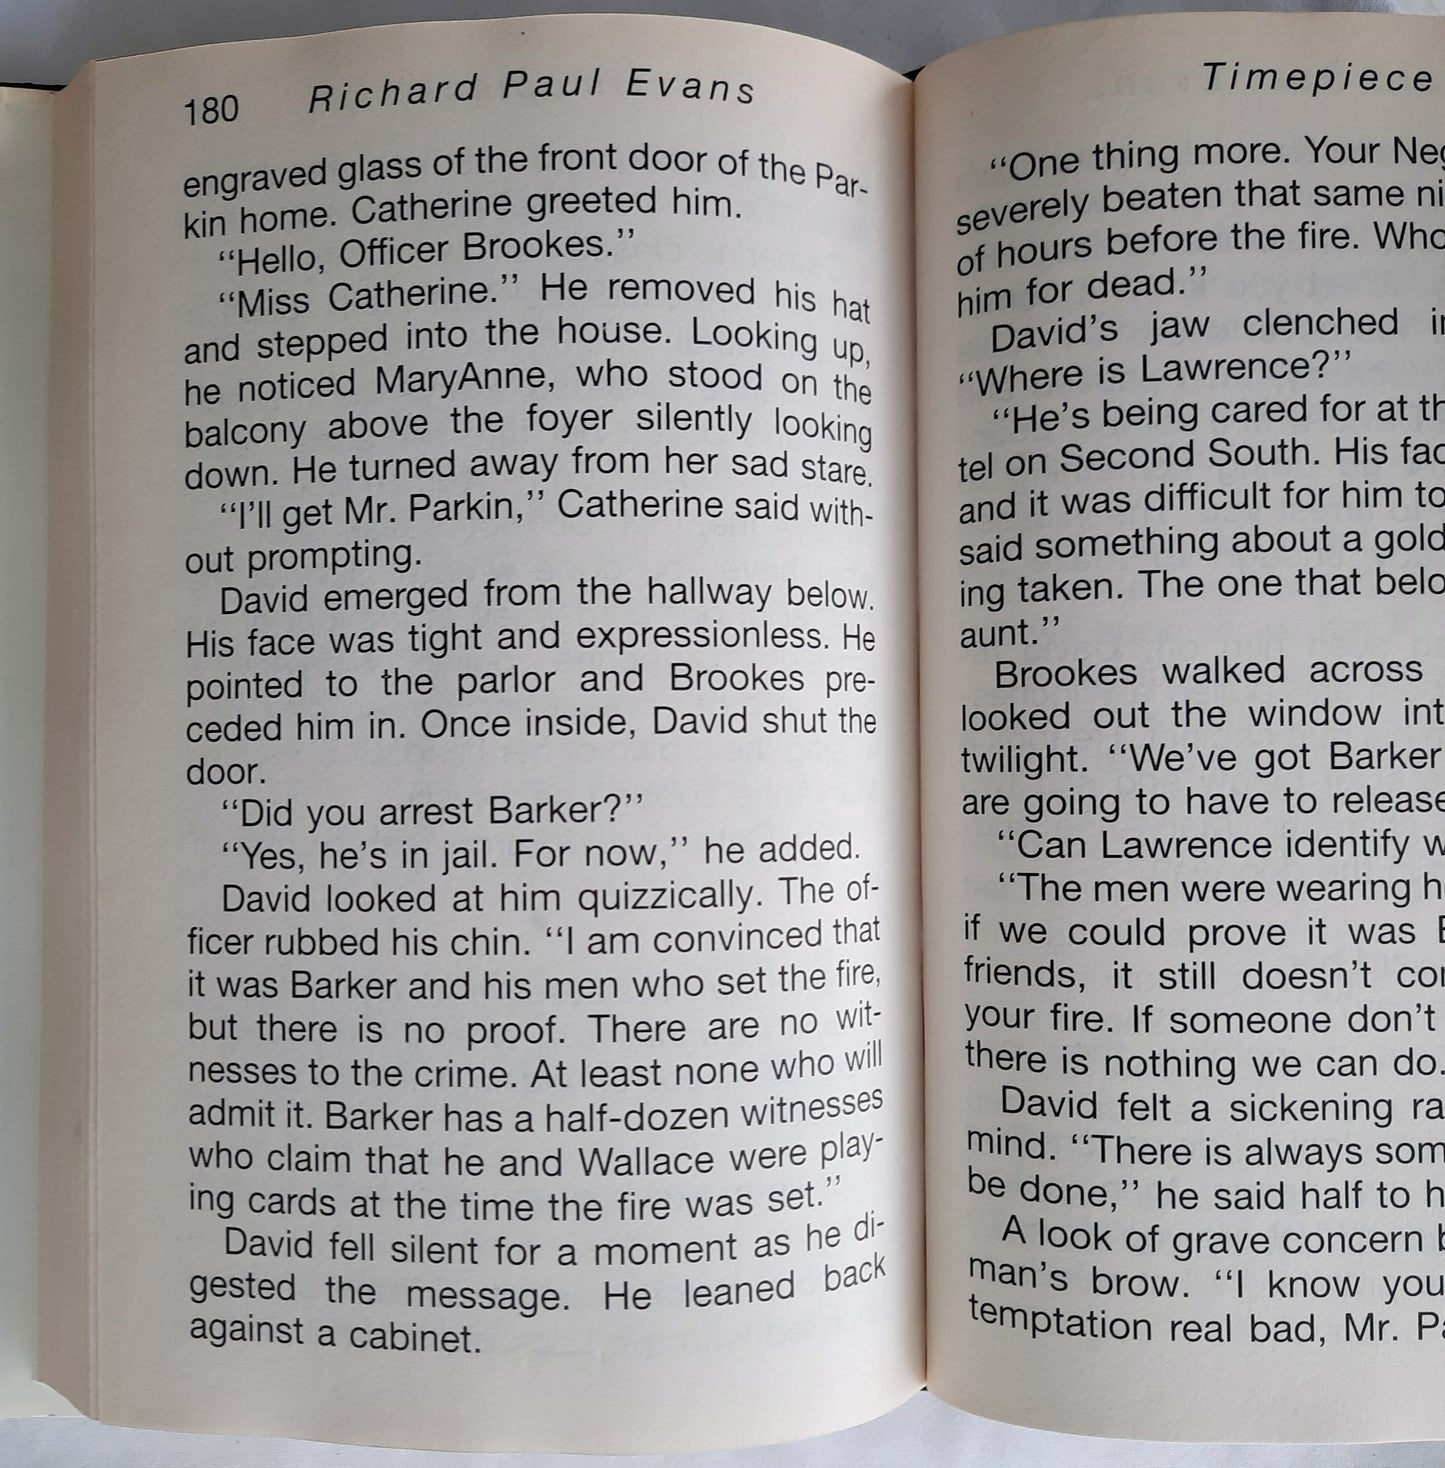 180 Richard Paul Evans
engraved glass of the front door of the Par-
kin home. Catherine greeted him.
‘‘Hello, Officer Brookes.’’
‘‘Miss Catherine.’’ He removed his hat
and stepped into the house. Looking up,
he noticed MaryAnne, who stood on the
balcony above the foyer silently looking
down. He turned away from her sad stare.
‘‘I’ll get Mr. Parkin,’’ Catherine said with-
out prompting.
David emerged from the hallway below.
His face was tight and expressionless. He
pointed to the parlor and Brookes pre-
ceded him in. Once inside, David shut the
door.
‘‘Did you arrest Barker?’’
‘‘Yes, he’s in jail. For now,’’ he added.
David looked at him quizzically. The of-
ficer rubbed his chin. ‘‘I am convinced that
it was Barker and his men who set the fire,
but there is no proof. There are no wit-
nesses to the crime. At least none who will
admit it. Barker has a half-dozen witnesses
who claim that he and Wallace were play-
ing cards at the time the fire was set.’’
David fell silent for a moment as he di-
gested the message. He leaned back
against a cabinet.
Timepiece
‘‘One thing more. Your
severely beaten that same
of hours before the fire.
him for dead.’’
David’s jaw clenched
‘‘Where is Lawrence?’’
‘‘He’s being cared for at
tel on Second South. His
and it was difficult for him to
said something about a gold
ing taken. The one that
aunt.’’
Brookes walked across
looked out the window
twilight. ‘‘We’ve got Barker
are going to have to release
‘‘Can Lawrence identify
‘‘The men were wearing
if we could prove it was
friends, it still doesn’t
your fire. If someone don’t
there is nothing we can do.
David felt a sickening
mind. ‘‘There is always
be done,’’ he said half to
A look of grave concern
man’s brow. ‘‘I know you
temptation real bad, Mr.